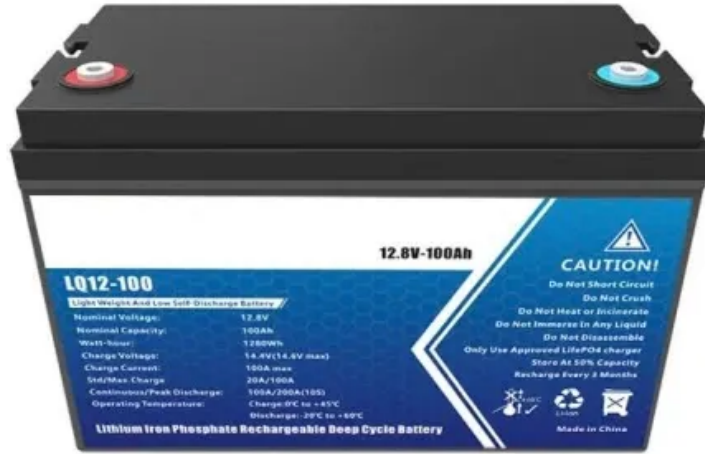 12.8V-100Ah
LQ12-100
Light Weight And Low Self-Discharge Battery
Nominal Voltage: 12.8V
Nominal Capacity: 100Ah
Watt-hour: 1280Wh
Charge Voltage: 14.4V(14.6V max)
Charge Current: 100A max
Std/Max.Charge 20A/100A
Continuous/Peak Discharge: 100A/200A(10S)
Operating Temperature: Charge:0℃ to +45℃
Discharge:-20℃ to +60℃
Lithium Iron Phosphate Rechargeable Deep Cycle Battery
CAUTION!
Do Not Short Circuit
Do Not Crush
Do Not Heat or Incinerate
Do Not Immerse In Any Liquid
Do Not Disassemble
Only Use Approved LifePO4 charger
Store At 50% Capacity
Recharge Every 3 Months
Li-ion
Made in China